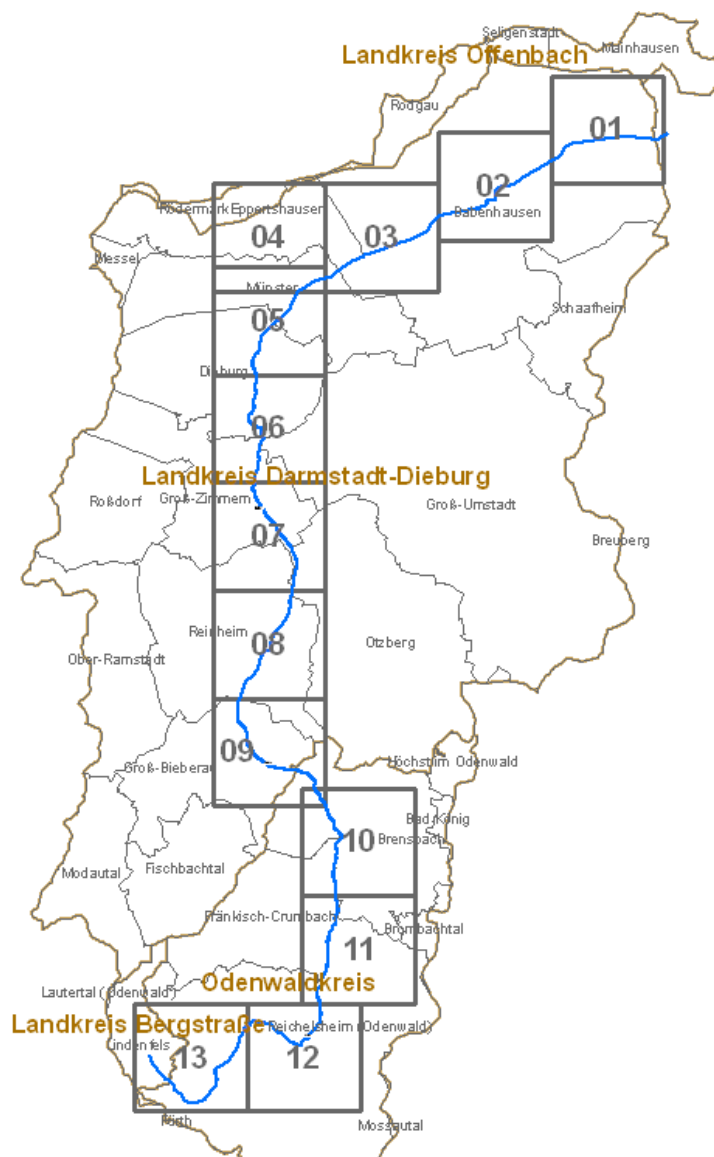 Seligenstadt
Mainhausen
Landkreis Offenbach
Rodgau
01
02
Babenhausen
Rödermark
Eppertshausen
04
03
Messel
Münster
Schaafheim
05
Dieburg
06
Landkreis Darmstadt-Dieburg
Roßdorf
Groß-Zimmern
Groß-Umstadt
07
Breuberg
Reinheim
08
Otzberg
Ober-Ramstadt
09
Groß-Bieberau
Höchst im Odenwald
Bad König
10
Brensbach
Modautal
Fischbachtal
Fränkisch-Crumbach
Brombachtal
11
Odenwaldkreis
Lautertal (Odenwald)
Landkreis Bergstraße
Reichelsheim (Odenwald)
Lindenfels
13
12
Fürth
Mossautal